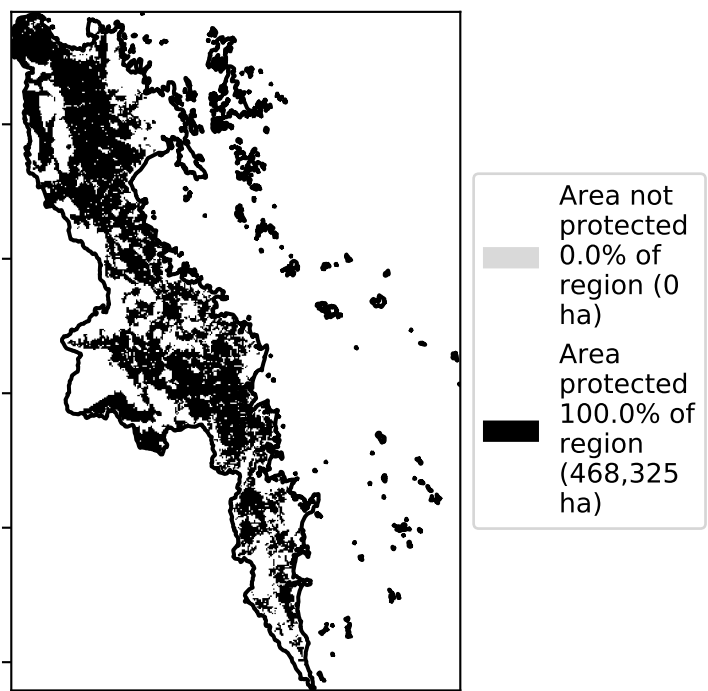 Area not
protected
0.0% of
region (0
ha)
Area
protected
100.0% of
region
(468,325
ha)